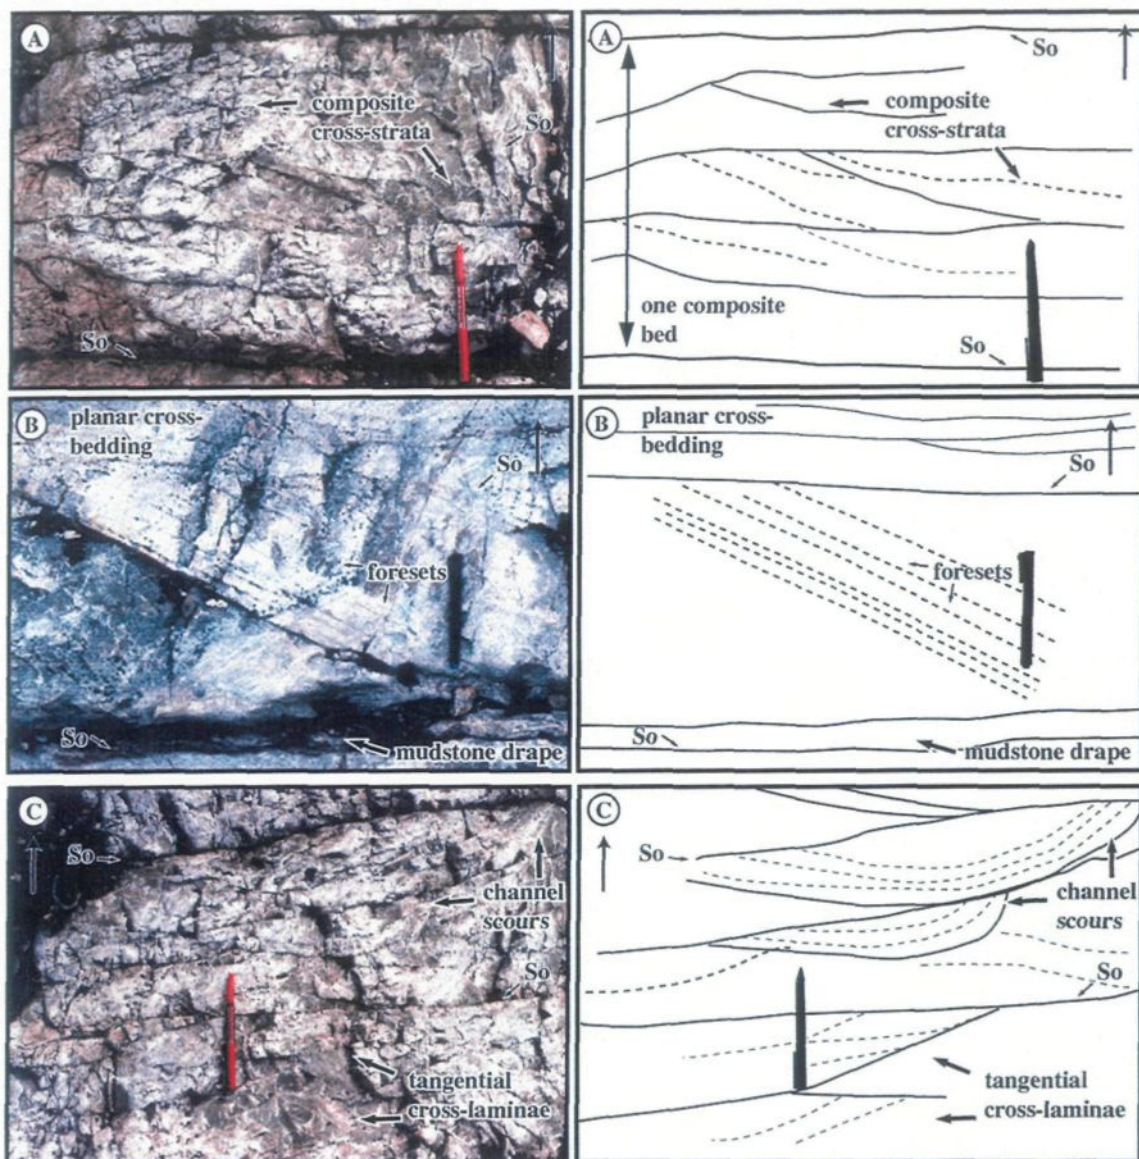 A
composite
cross-strata
So
So
A
So
composite
cross-strata
one composite
bed
So
B
planar cross-
bedding
So
foresets
So
mudstone drape
B
planar cross-
bedding
So
foresets
So
mudstone drape
C
So
channel
scours
So
tangential
cross-laminae
C
So
channel
scours
So
tangential
cross-laminae